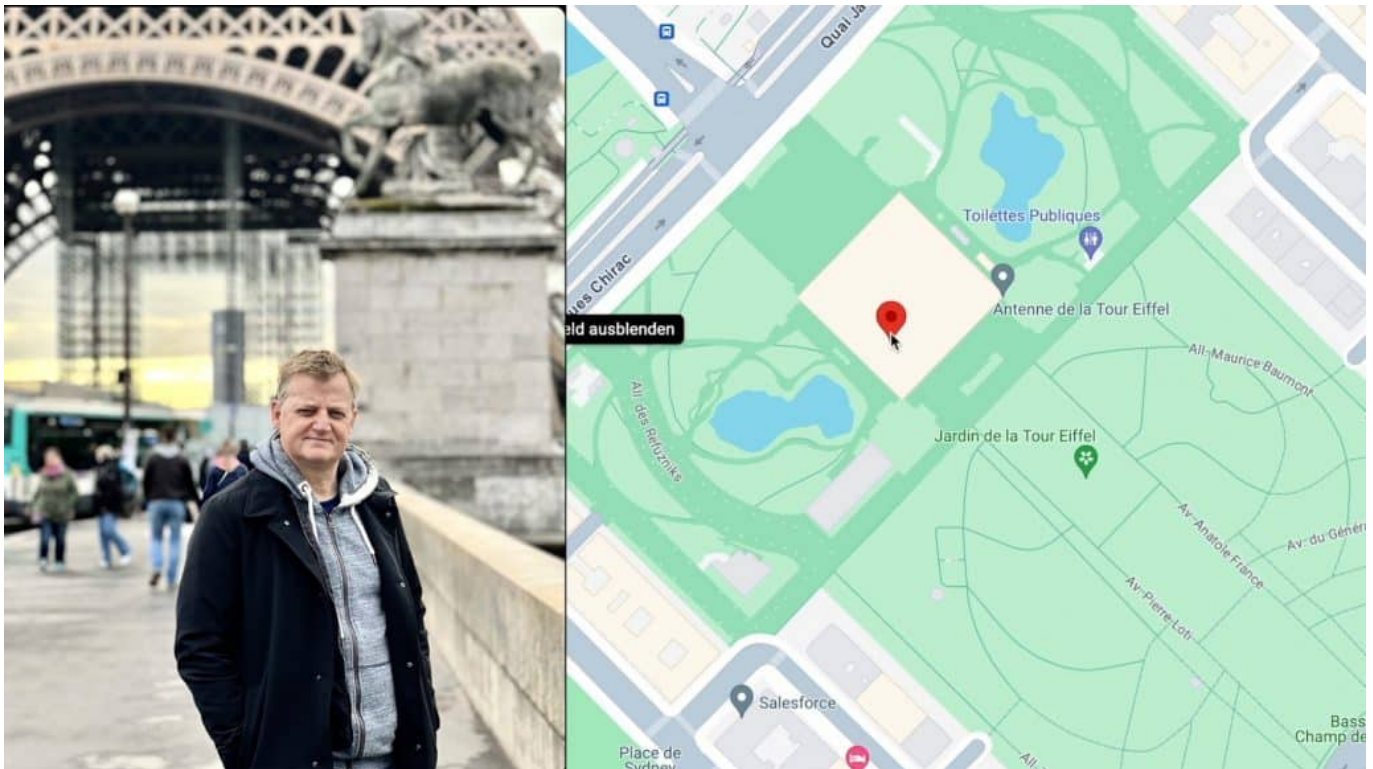 Quai Ja
ues Chirac
Toilettes Publiques
Antenne de la Tour Eiffel
eld ausblenden
All. Maurice Baumont
All. des Refuzniks
Jardin de la Tour Eiffel
Av. Anatole France
Av. du Généra
Av. Pierre Loti
Salesforce
Bass
Champ de
Place de
Sydney
All.